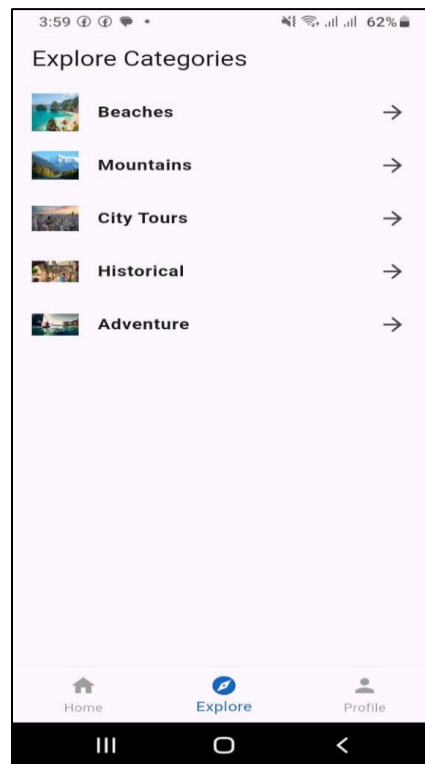 3:59 62%
Explore Categories
Beaches
Mountains
City Tours
Historical
Adventure
Home Explore Profile